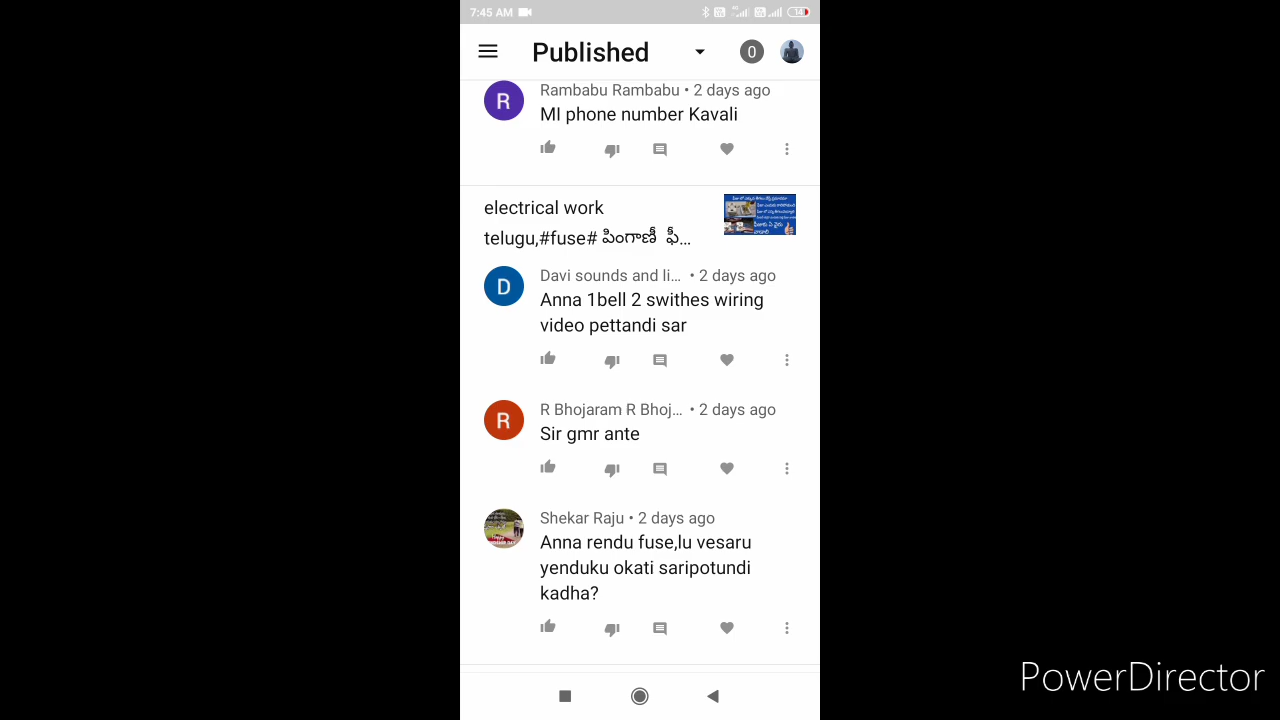 7:45 AM
Published
0
R
Rambabu Rambabu • 2 days ago
MI phone number Kavali
electrical work
telugu,#fuse# పింగాణీ ఫీ...
D
Davi sounds and li... • 2 days ago
Anna 1bell 2 swithes wiring
video pettandi sar
R
R Bhojaram R Bhoj... • 2 days ago
Sir gmr ante
Shekar Raju • 2 days ago
Anna rendu fuse,lu vesaru
yenduku okati saripotundi
kadha?
PowerDirector